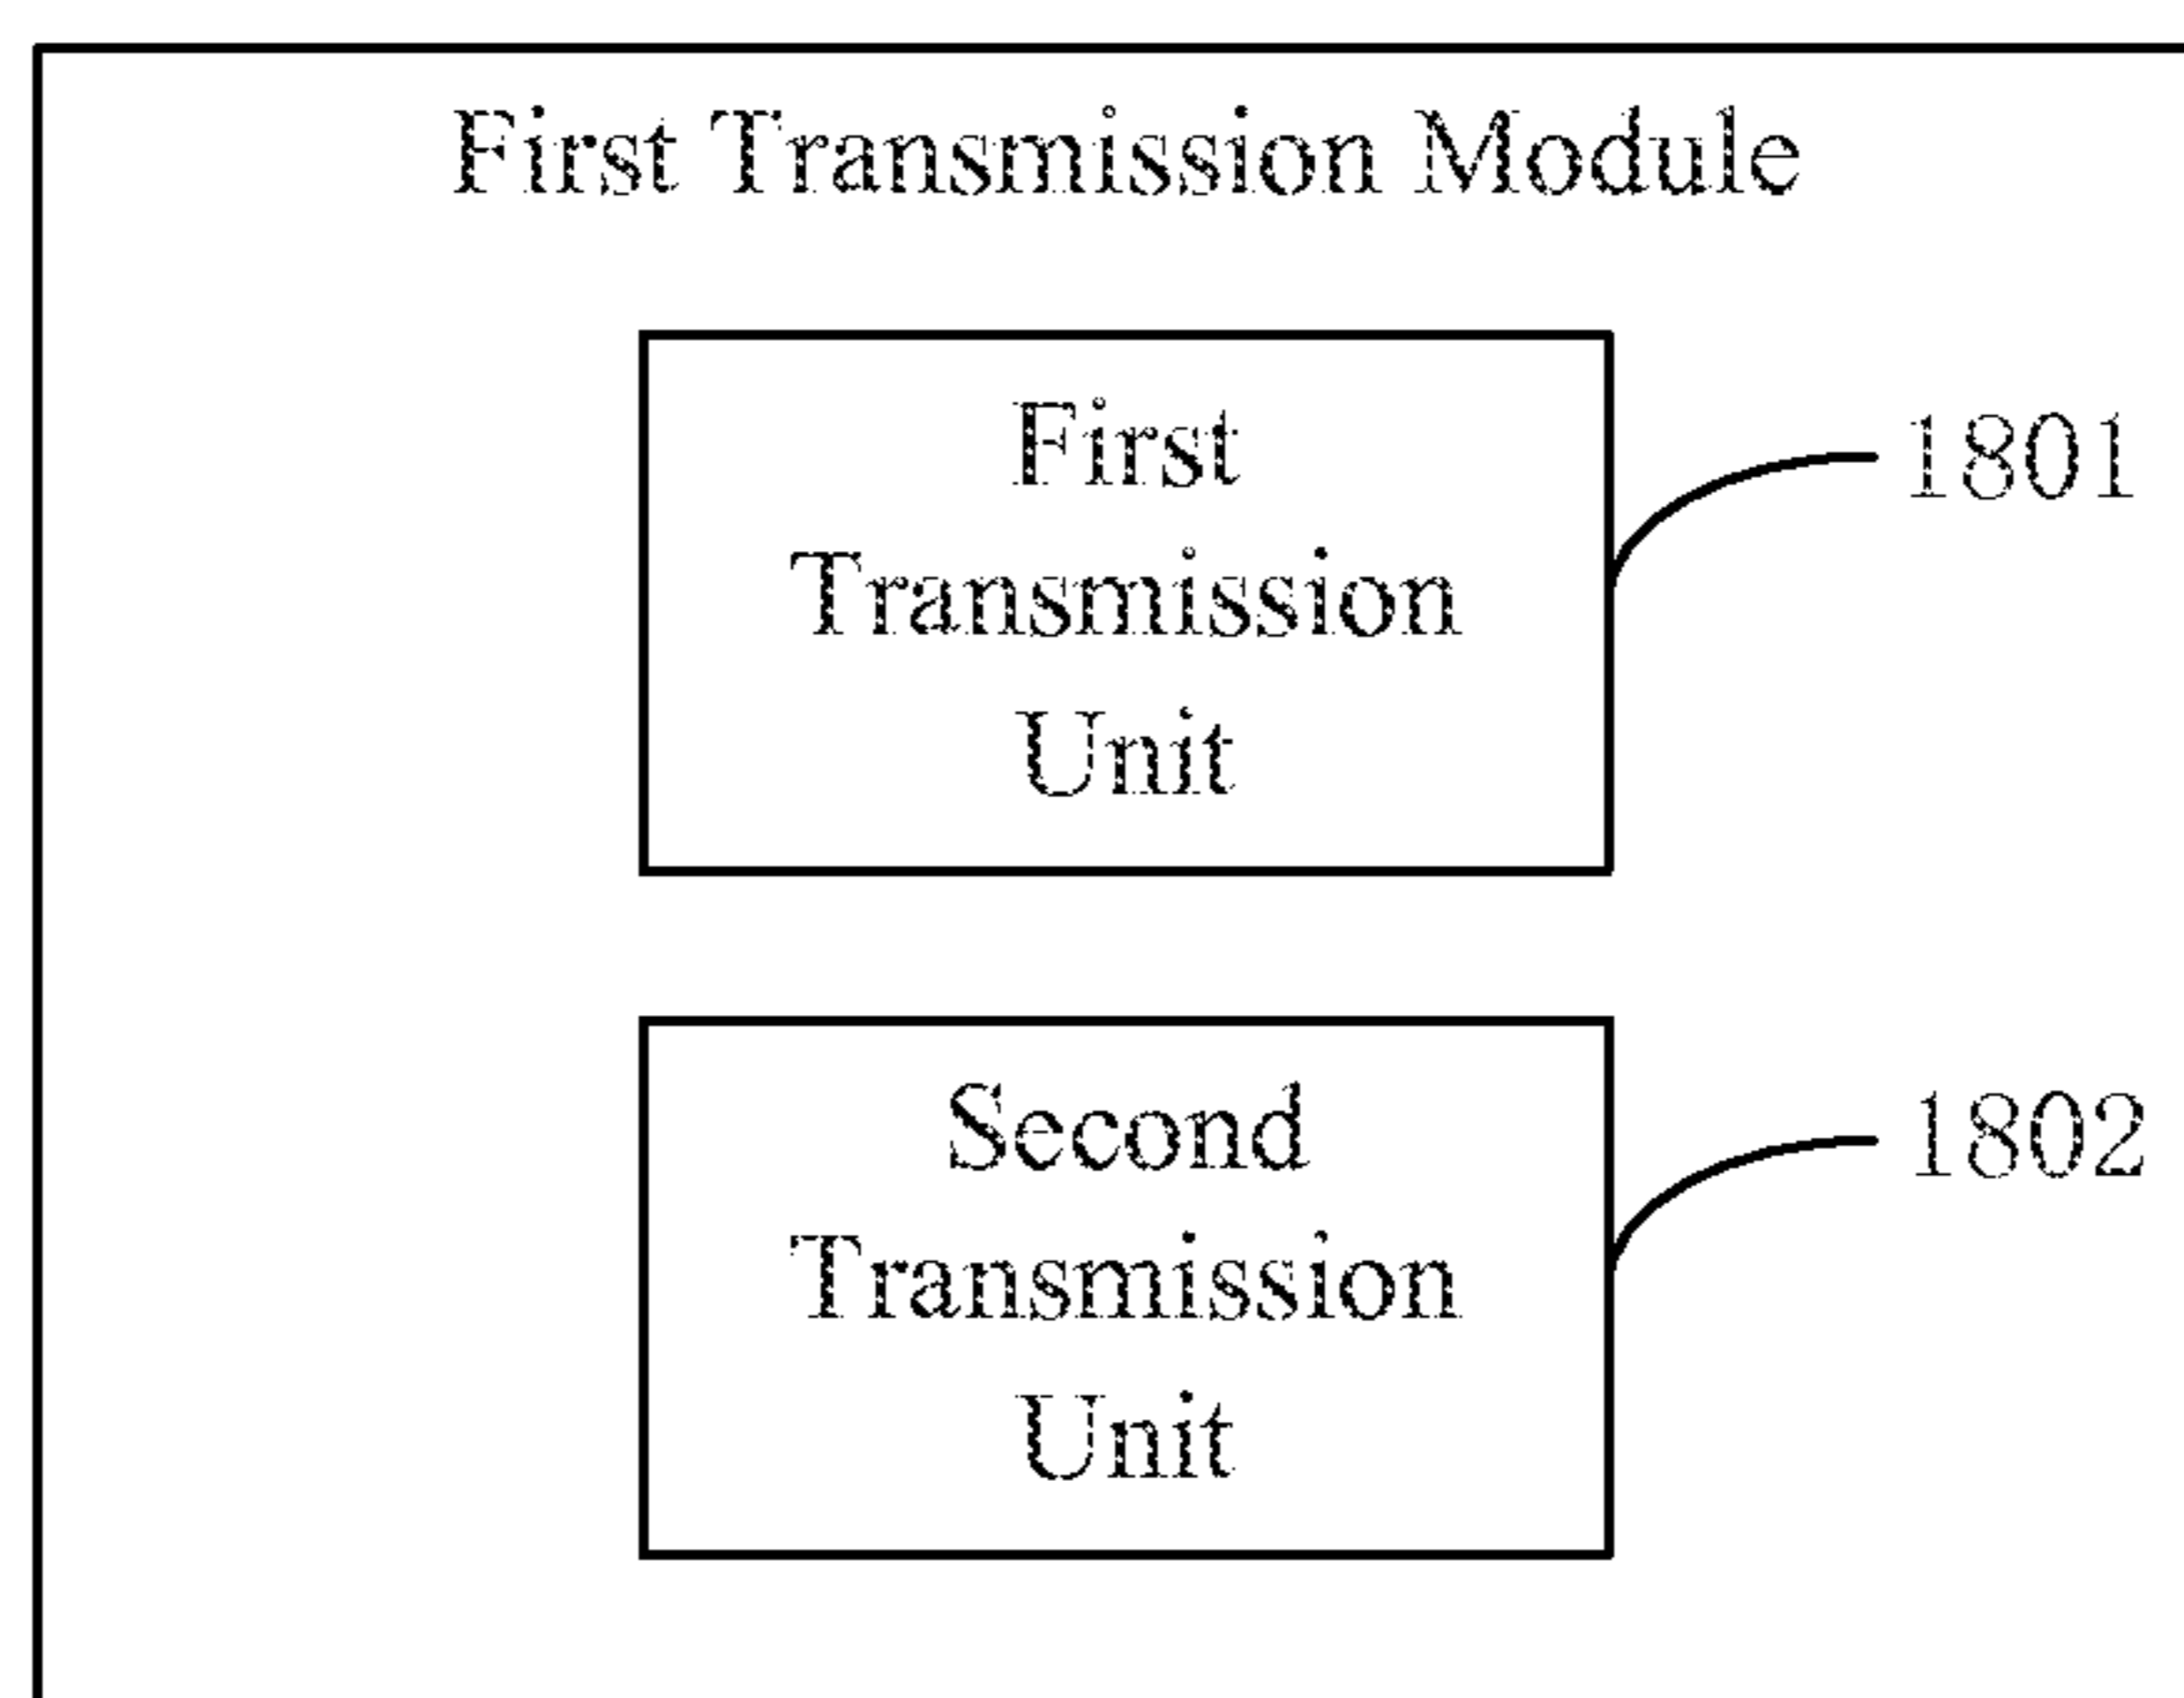 First Transmission Module
First
Transmission
Unit
1801
Second
Transmission
Unit
1802